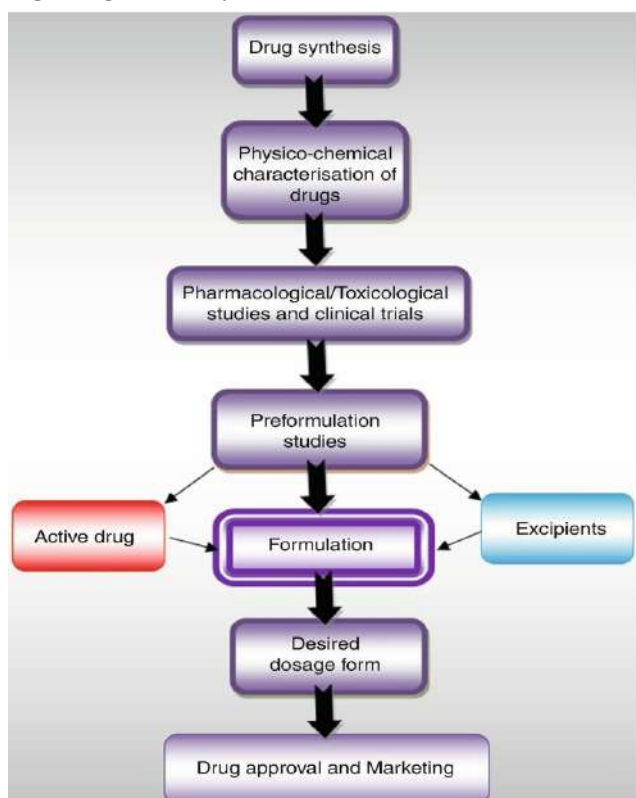 Drug synthesis
Physico-chemical
characterisation of
drugs
Pharmacological/Toxicological
studies and clinical trials
Preformulation
studies
Active drug
Formulation
Excipients
Desired
dosage form
Drug approval and Marketing